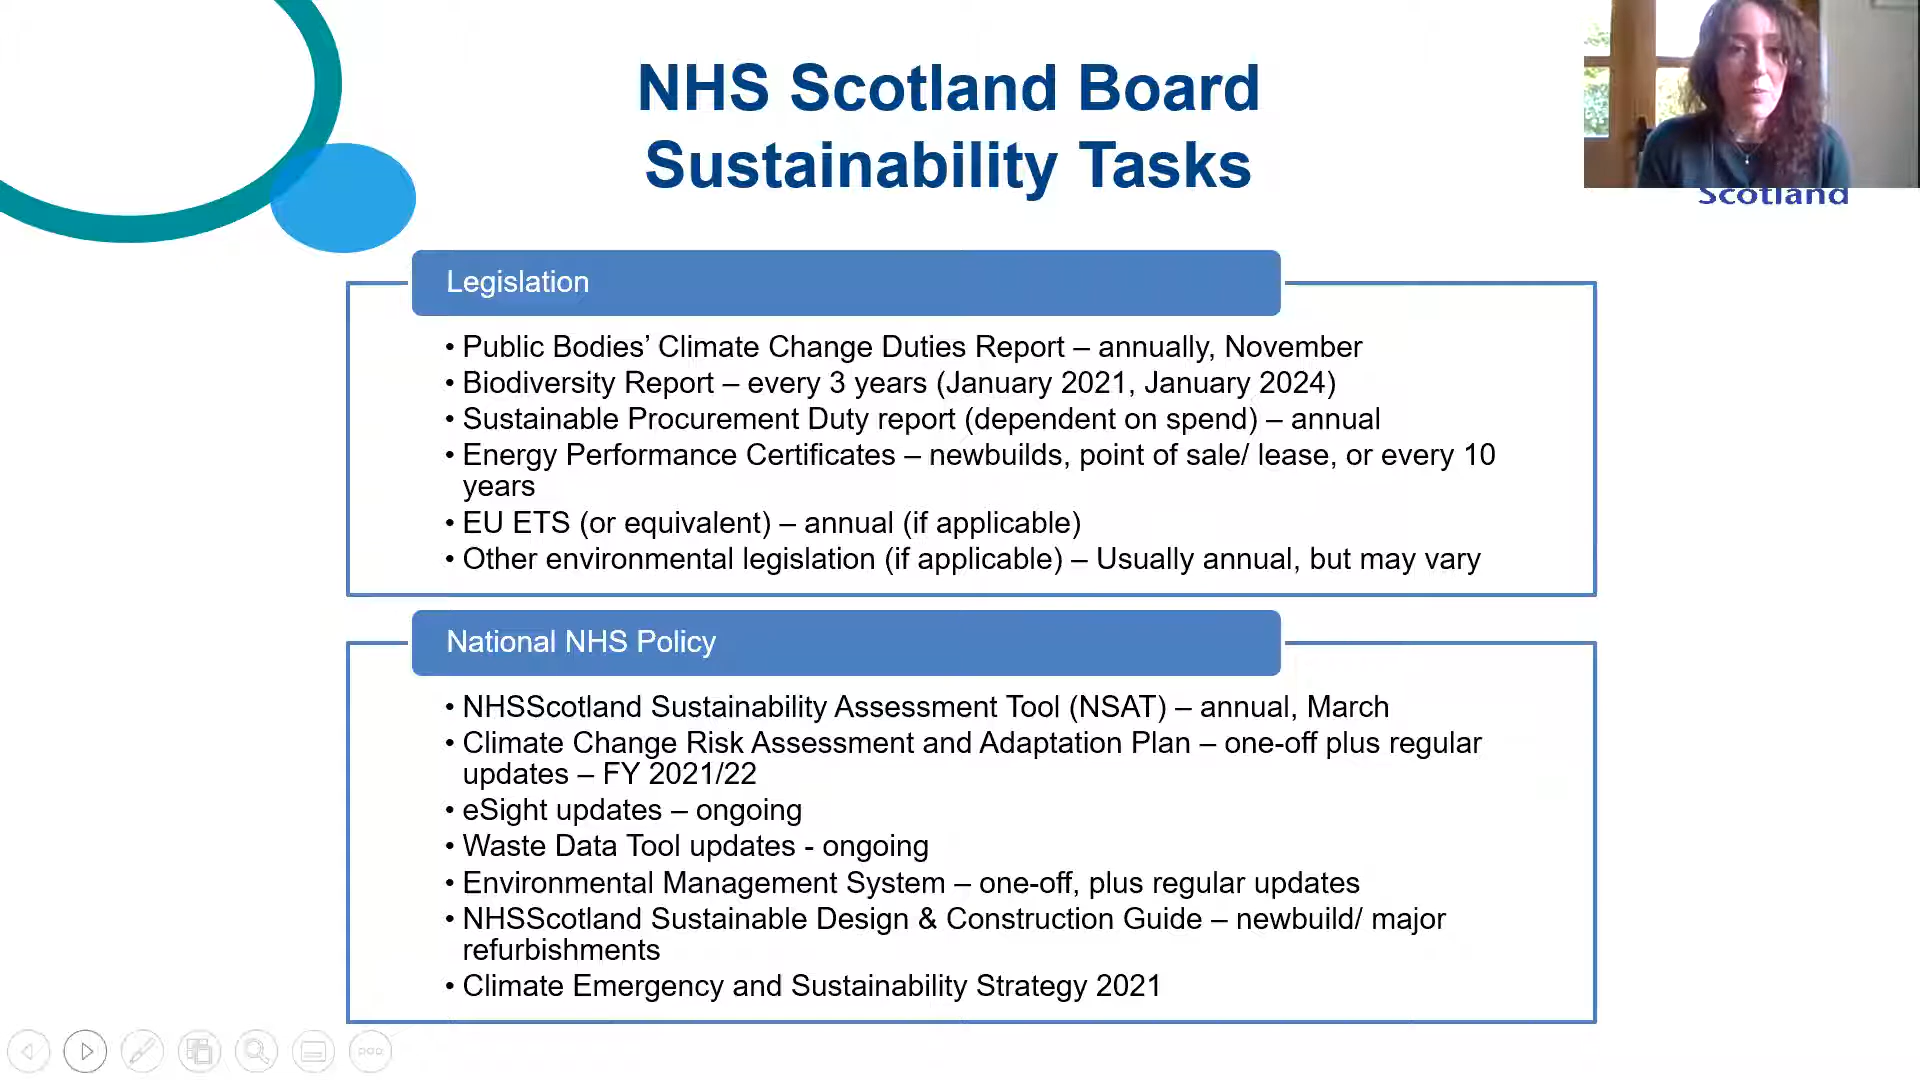 NHS Scotland Board
Sustainability Tasks
Scotland
Legislation
• Public Bodies’ Climate Change Duties Report – annually, November
• Biodiversity Report – every 3 years (January 2021, January 2024)
• Sustainable Procurement Duty report (dependent on spend) – annual
• Energy Performance Certificates – newbuilds, point of sale/ lease, or every 10
years
• EU ETS (or equivalent) – annual (if applicable)
• Other environmental legislation (if applicable) – Usually annual, but may vary
National NHS Policy
• NHSScotland Sustainability Assessment Tool (NSAT) – annual, March
• Climate Change Risk Assessment and Adaptation Plan – one-off plus regular
updates – FY 2021/22
• eSight updates – ongoing
• Waste Data Tool updates - ongoing
• Environmental Management System – one-off, plus regular updates
• NHSScotland Sustainable Design & Construction Guide – newbuild/ major
refurbishments
• Climate Emergency and Sustainability Strategy 2021